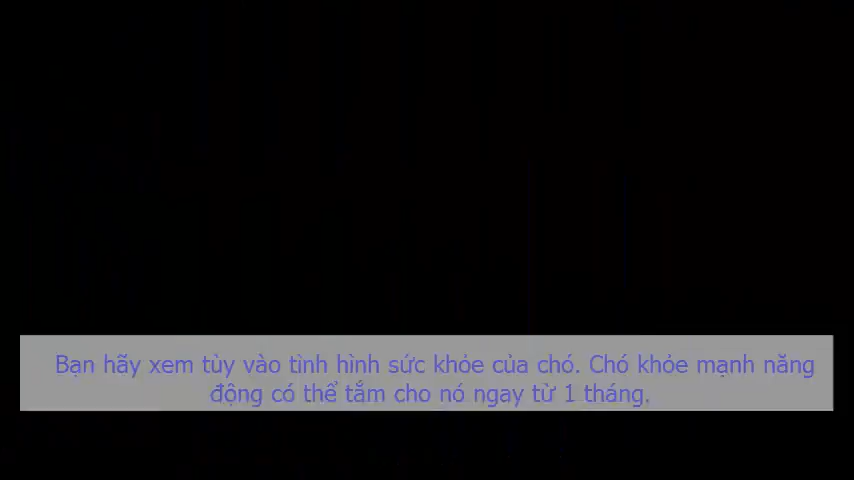 Bạn hãy xem tùy vào tình hình sức khỏe của chó. Chó khỏe mạnh năng
động có thể tắm cho nó ngay từ 1 tháng.